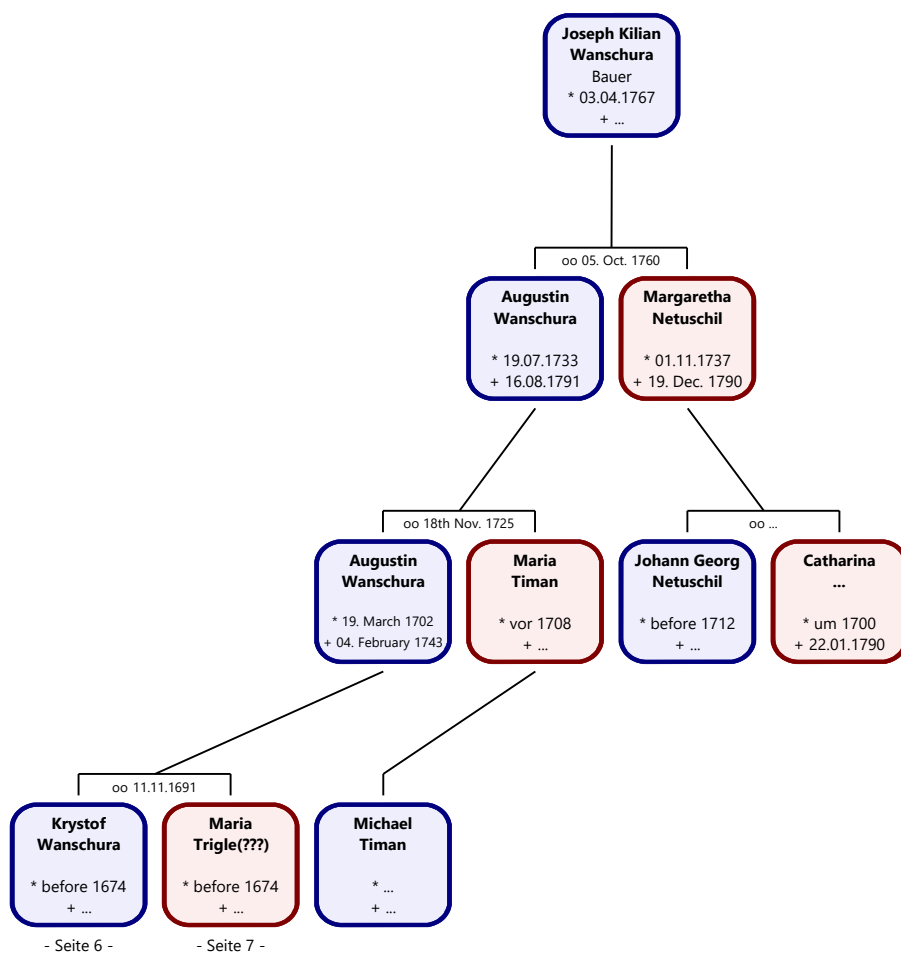 Joseph Kilian
Wanschura
Bauer
* 03.04.1767
+ ...
oo 05. Oct. 1760
Augustin
Wanschura
* 19.07.1733
+ 16.08.1791
Margaretha
Netuschil
* 01.11.1737
+ 19. Dec. 1790
oo 18th Nov. 1725
oo ...
Augustin
Wanschura
* 19. March 1702
+ 04. February 1743
Maria
Timan
* vor 1708
+ ...
Johann Georg
Netuschil
* before 1712
+ ...
Catharina
...
* um 1700
+ 22.01.1790
oo 11.11.1691
Krystof
Wanschura
* before 1674
+ ...
Maria
Trigle(???)
* before 1674
+ ...
Michael
Timan
* ...
+ ...
- Seite 6 -
- Seite 7 -